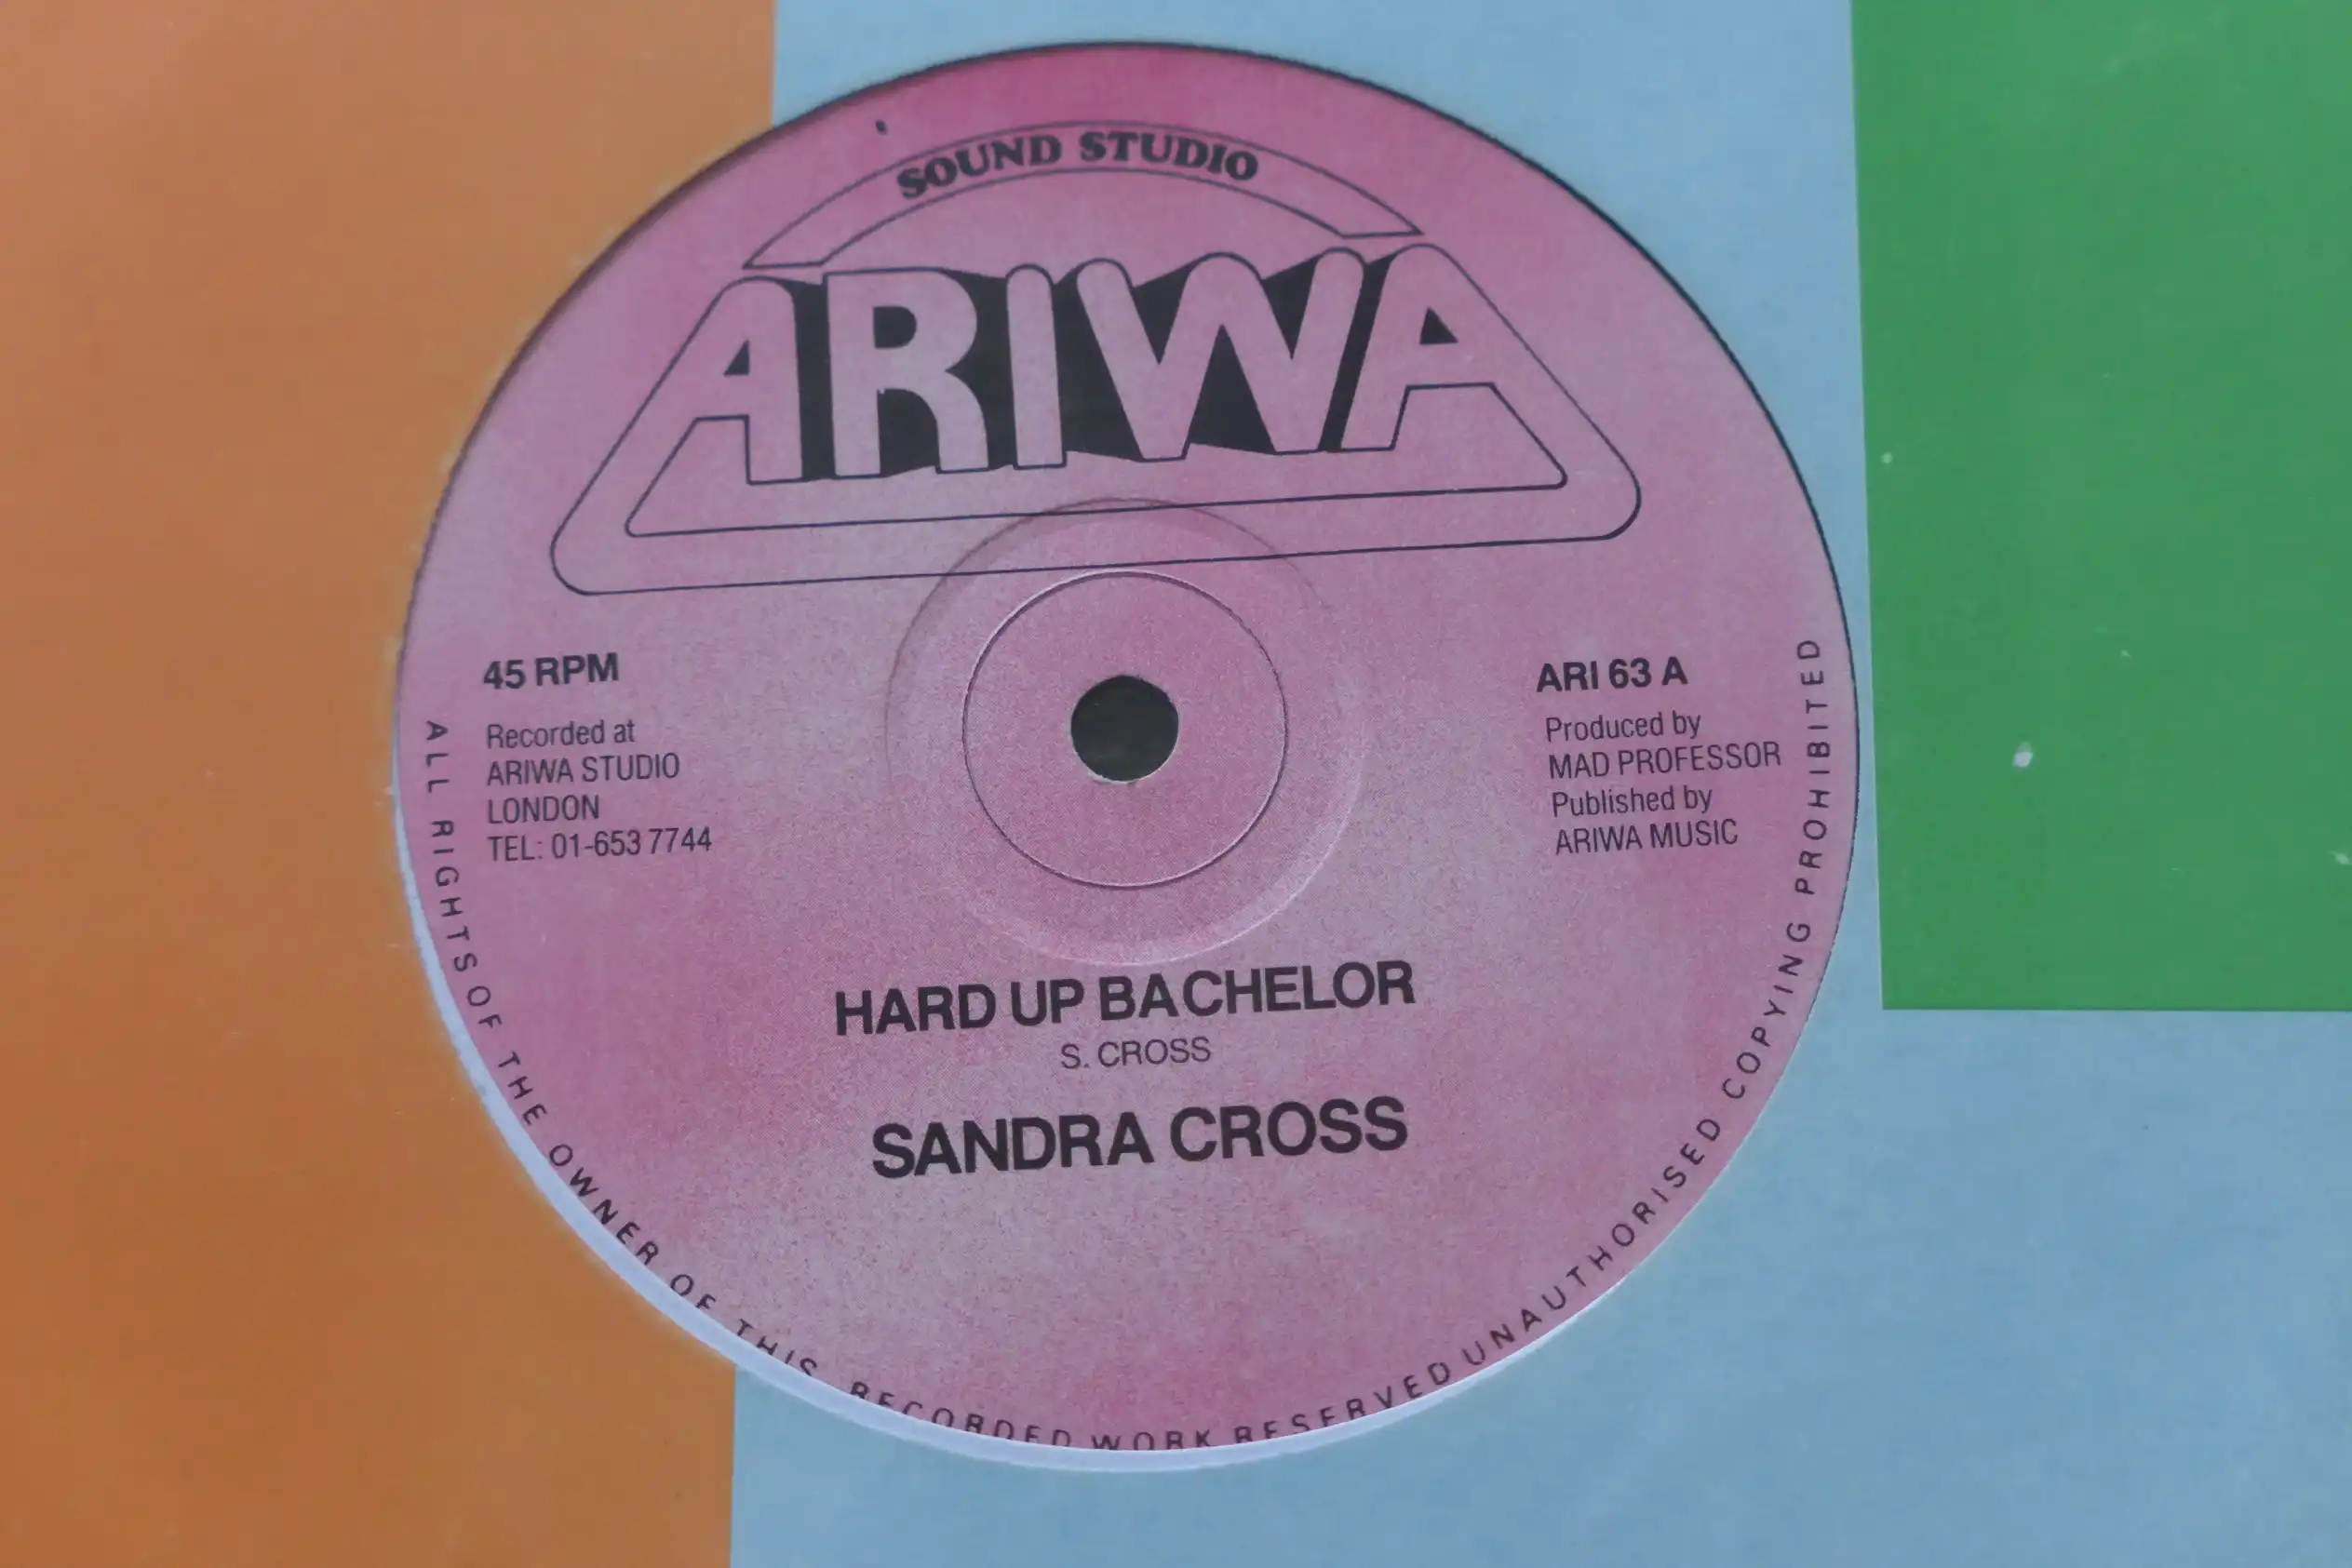 SOUND STUDIO
ARIWA
45 RPM
Recorded at
ARIWA STUDIO
LONDON
TEL: 01-653 7744
ARI 63 A
Produced by
MAD PROFESSOR
Published by
ARIWA MUSIC
HARD UP BACHELOR
S. CROSS
SANDRA CROSS
ALL RIGHTS OF THE OWNER OF THIS RECORDED WORK RESERVED UNAUTHORISED COPYING PROHIBITED